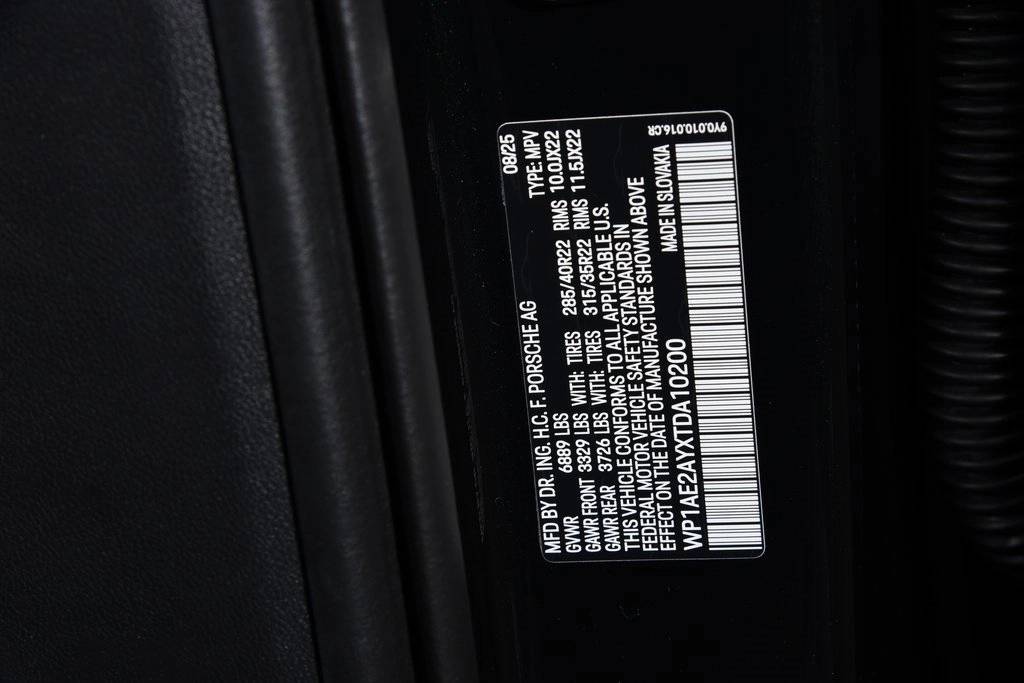 MFD BY DR. ING. H.C. F. PORSCHE AG 08/25
GVWR 6889 LBS TYPE: MPV
GAWR FRONT 3329 LBS WITH: TIRES 285/40R22 RIMS 10.0JX22
GAWR REAR 3726 LBS WITH: TIRES 315/35R22 RIMS 11.5JX22
THIS VEHICLE CONFORMS TO ALL APPLICABLE U.S.
FEDERAL MOTOR VEHICLE SAFETY STANDARDS IN
EFFECT ON THE DATE OF MANUFACTURE SHOWN ABOVE
WP1AE2AYXTDA10200 MADE IN SLOVAKIA
9Y0.010.016.CR